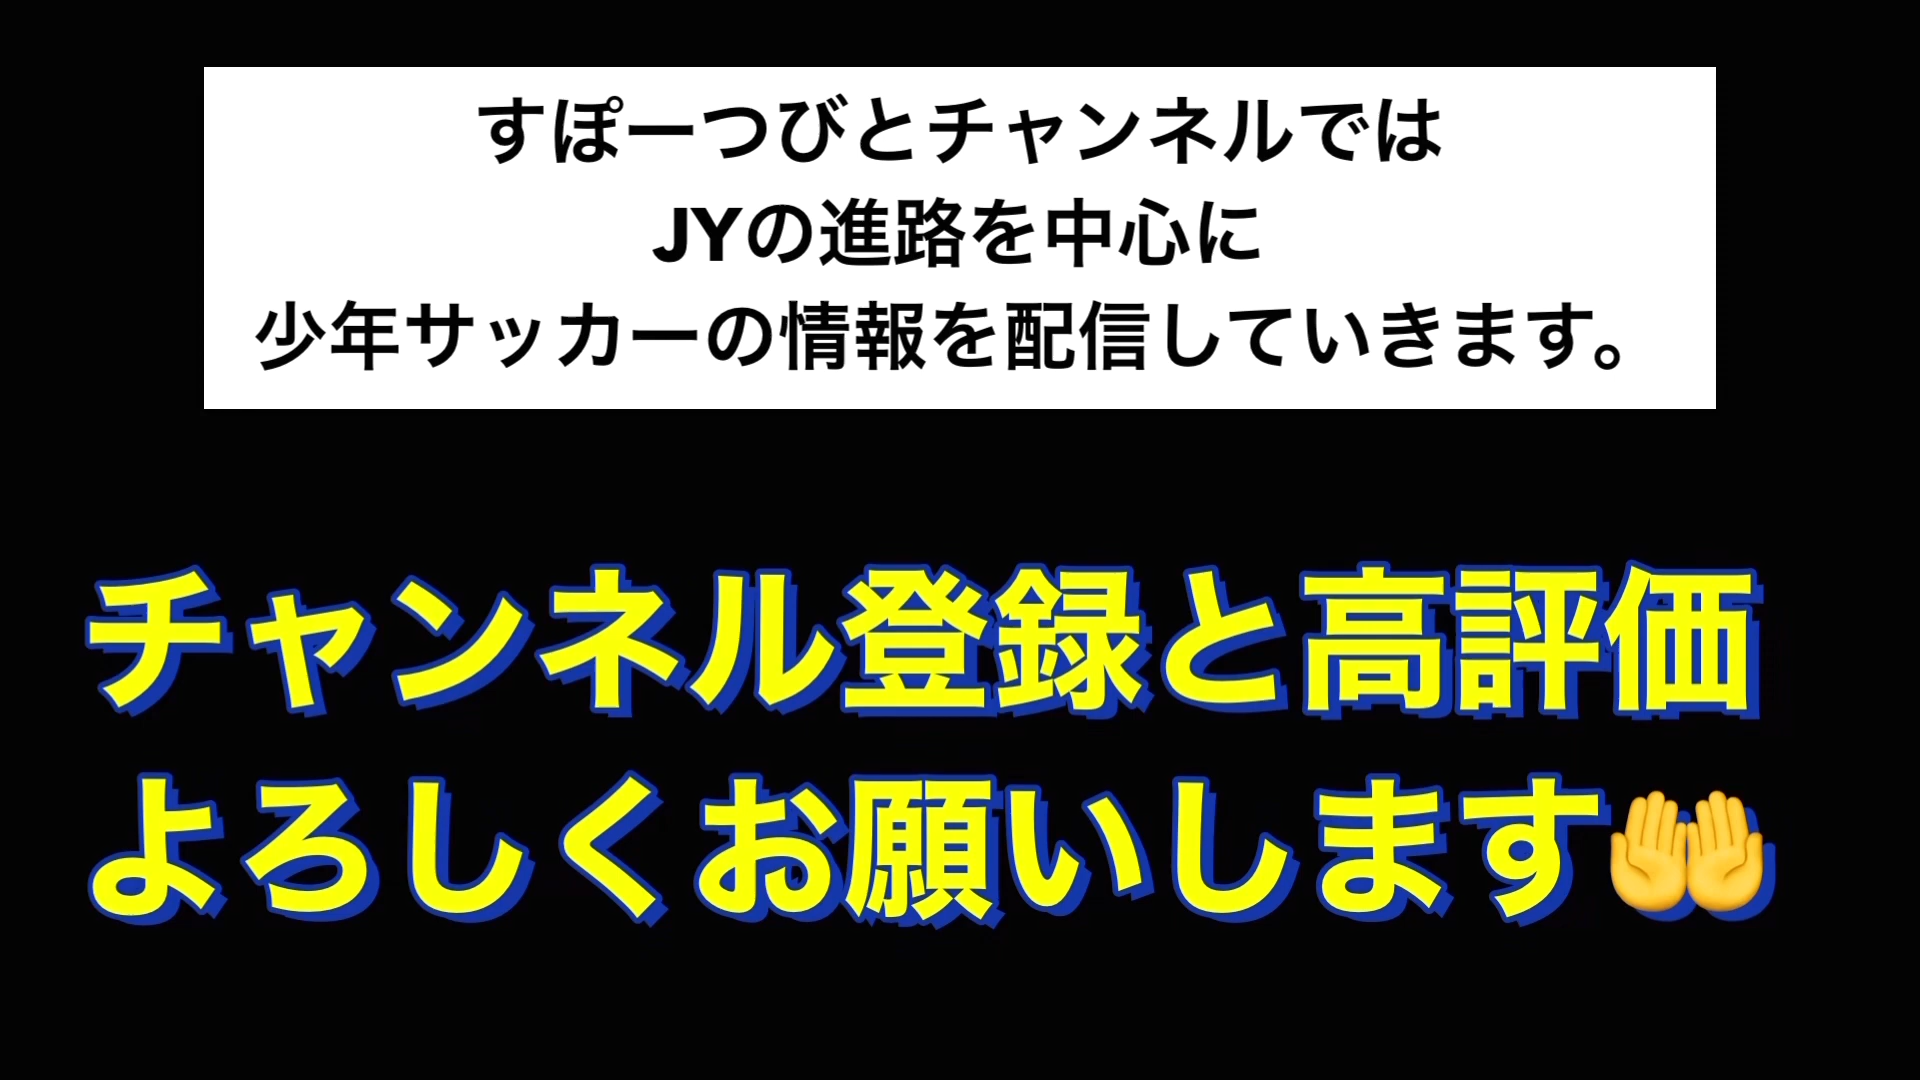 すぽーつびとチャンネルでは
JYの進路を中心に
少年サッカーの情報を配信していきます。
チャンネル登録と高評価
よろしくお願いします🤲